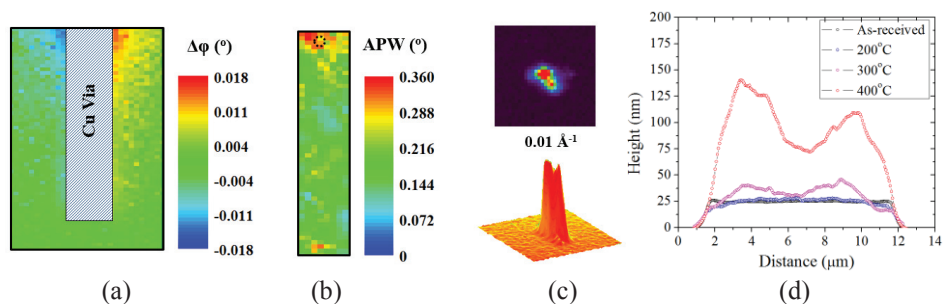 Δφ (º)
0.018
0.011
0.004
-0.004
-0.011
-0.018
Cu Via
(a)
APW (º)
0.360
0.288
0.216
0.144
0.072
0
(b)
0.01 Å⁻¹
(c)
Height (nm)
200
175
150
125
100
75
50
25
0
As-received
200°C
300°C
400°C
0 2 4 6 8 10 12 14
Distance (μm)
(d)